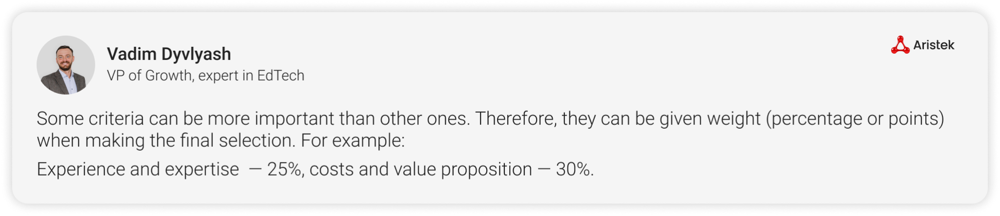 Vadim Dyvlyash
VP of Growth, expert in EdTech
Aristek
Some criteria can be more important than other ones. Therefore, they can be given weight (percentage or points)
when making the final selection. For example:
Experience and expertise  — 25%, costs and value proposition — 30%.